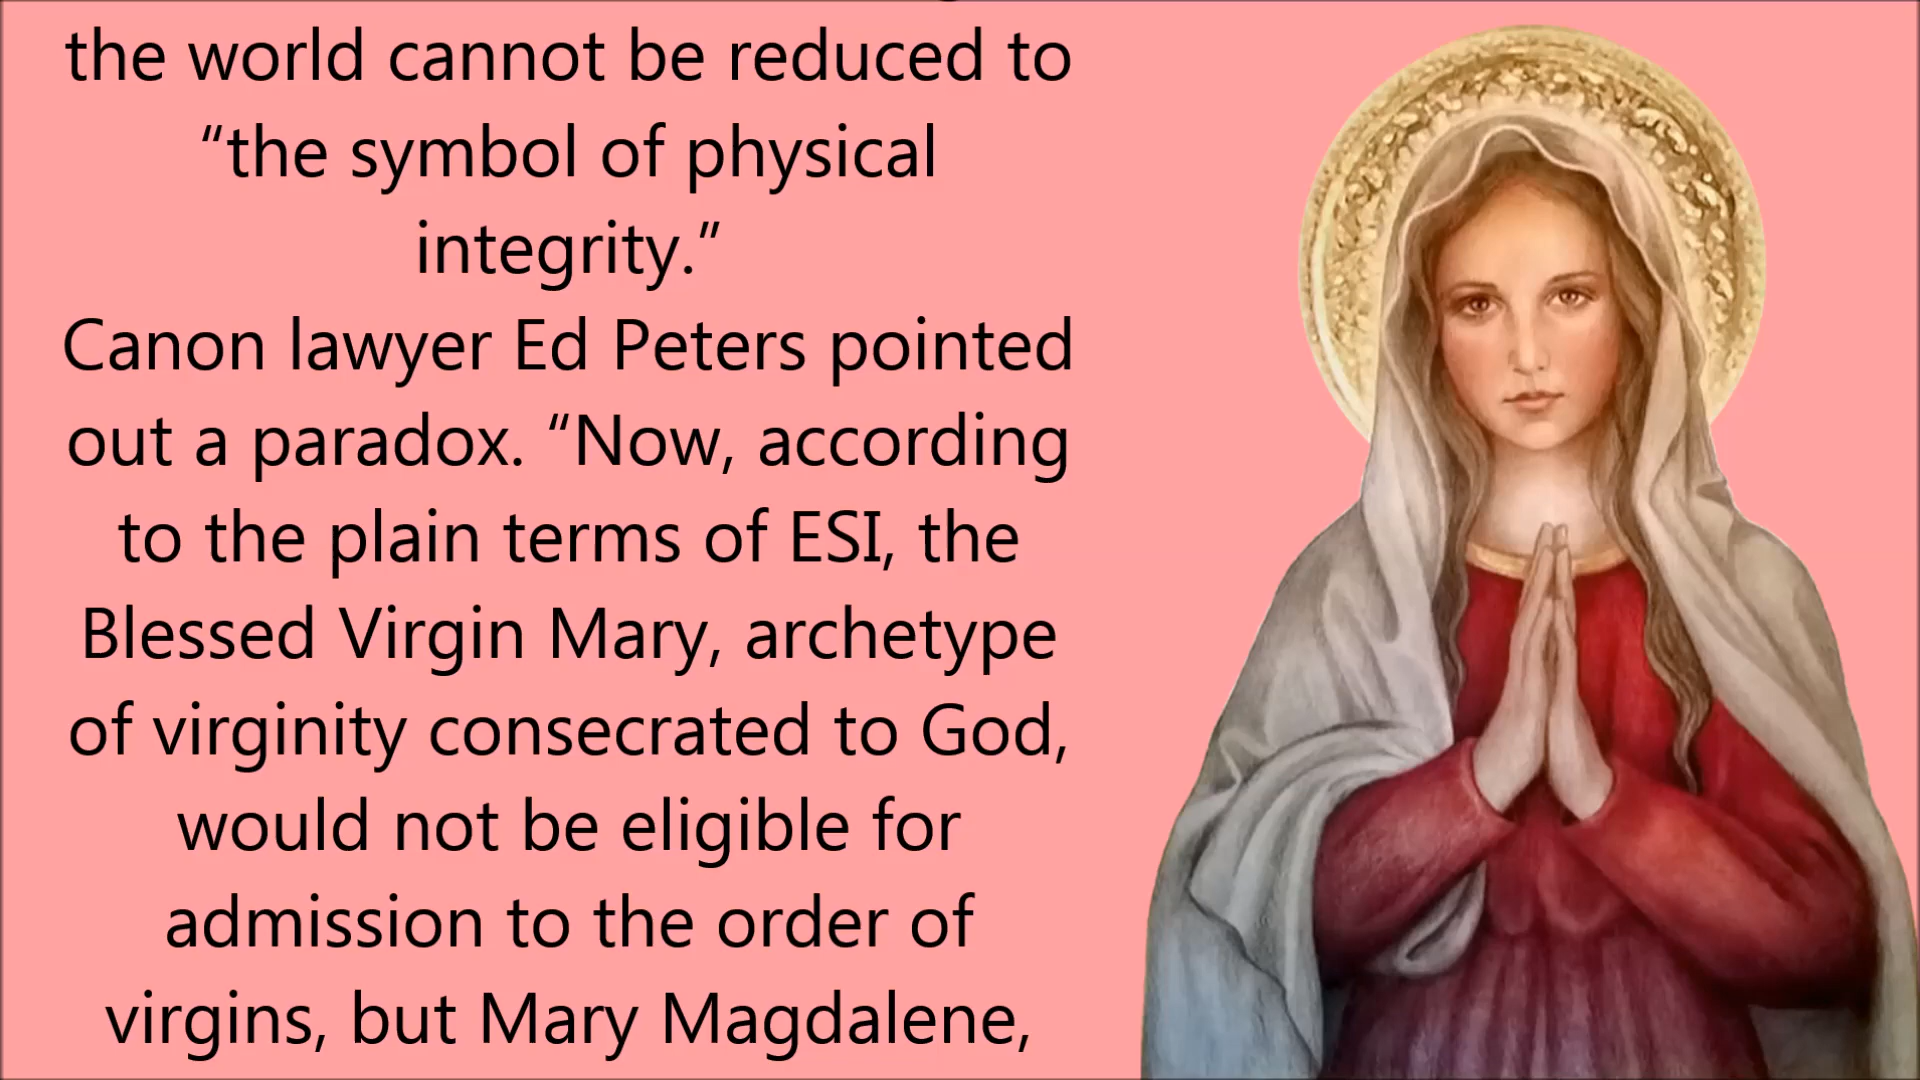 the world cannot be reduced to
“the symbol of physical
integrity.”
Canon lawyer Ed Peters pointed
out a paradox. “Now, according
to the plain terms of ESI, the
Blessed Virgin Mary, archetype
of virginity consecrated to God,
would not be eligible for
admission to the order of
virgins, but Mary Magdalene,